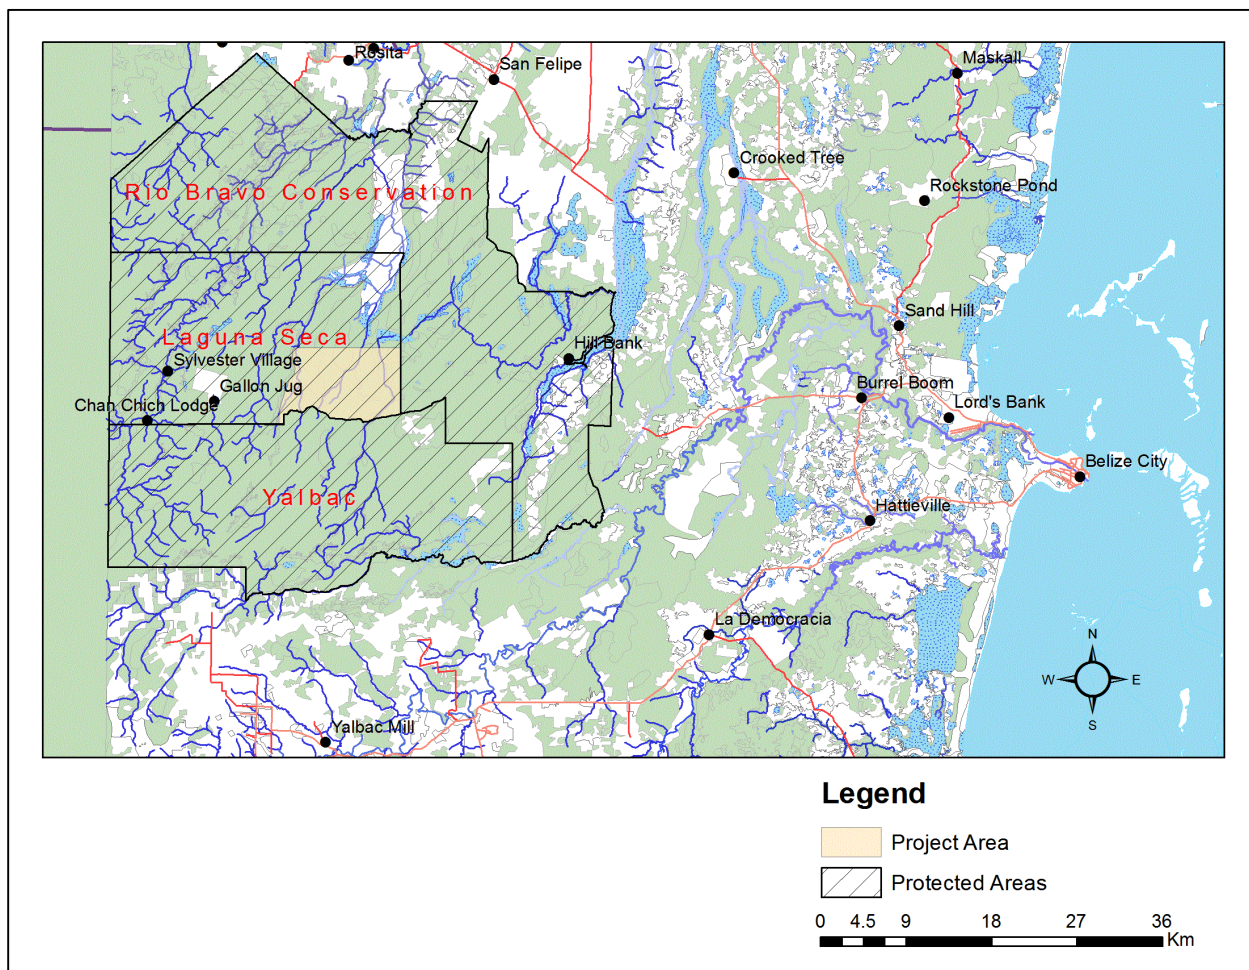 Rosita
San Felipe
Maskall
Crooked Tree
Rockstone Pond
Rio Bravo Conservation
Sand Hill
Laguna Seca
Hill Bank
Sylvester Village
Gallon Jug
Burrel Boom
Chan Chich Lodge
Lord's Bank
Belize City
Yalbac
Hattieville
La Democracia
N
W E
S
Yalbac Mill
Legend
Project Area
Protected Areas
0 4.5 9 18 27 36
Km